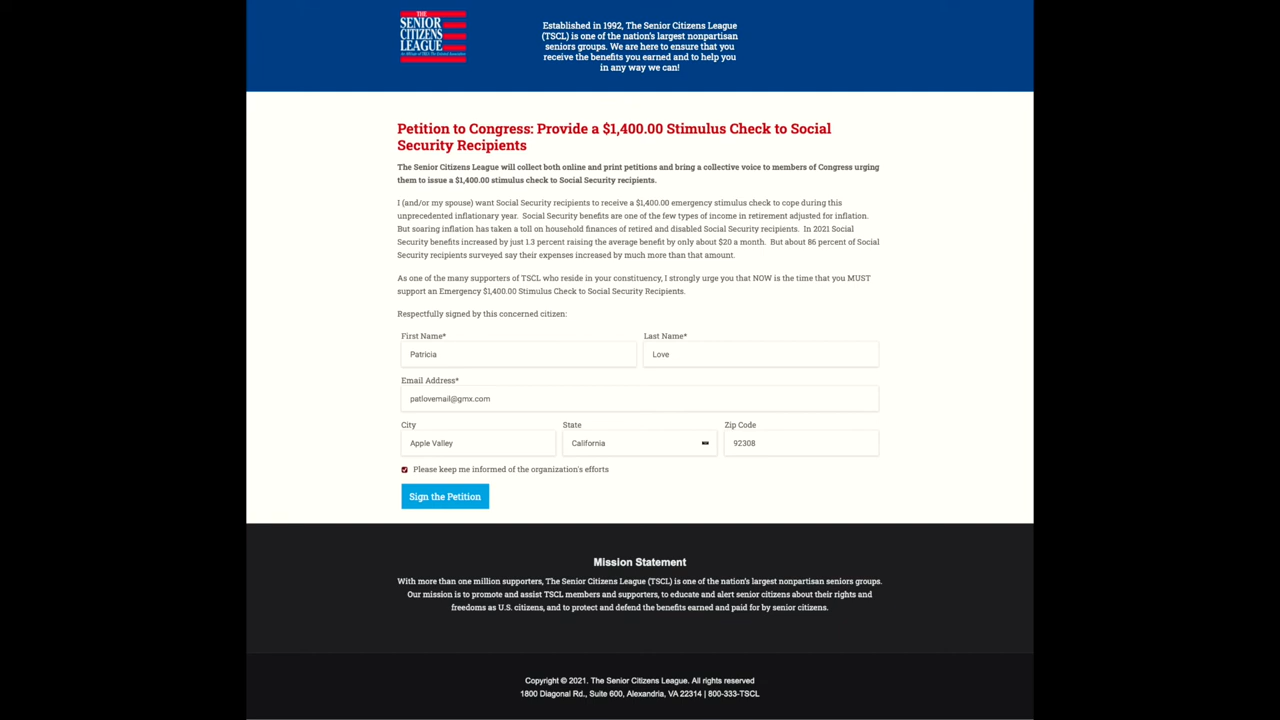 THE
SENIOR
CITIZENS
LEAGUE
Established in 1992, The Senior Citizens League
(TSCL) is one of the nation's largest nonpartisan
seniors groups. We are here to ensure that you
receive the benefits you earned and to help you
in any way we can!
Petition to Congress: Provide a $1,400.00 Stimulus Check to Social
Security Recipients
The Senior Citizens League will collect both online and print petitions and bring a collective voice to members of Congress urging
them to issue a $1,400.00 stimulus check to Social Security recipients.
I (and/or my spouse) want Social Security recipients to receive a $1,400.00 emergency stimulus check to cope during this
unprecedented inflationary year. Social Security benefits are one of the few types of income in retirement adjusted for inflation.
But soaring inflation has taken a toll on household finances of retired and disabled Social Security recipients. In 2021 Social
Security benefits increased by just 1.3 percent raising the average benefit by only about $20 a month. But about 86 percent of Social
Security recipients surveyed say their expenses increased by much more than that amount.
As one of the many supporters of TSCL who reside in your constituency, I strongly urge you that NOW is the time that you MUST
support an Emergency $1,400.00 Stimulus Check to Social Security Recipients.
Respectfully signed by this concerned citizen:
First Name* Last Name*
Patricia Love
Email Address*
patlovemail@gmx.com
City State Zip Code
Apple Valley California 92308
Please keep me informed of the organization's efforts
Sign the Petition
Mission Statement
With more than one million supporters, The Senior Citizens League (TSCL) is one of the nation's largest nonpartisan seniors groups.
Our mission is to promote and assist TSCL members and supporters, to educate and alert senior citizens about their rights and
freedoms as U.S. citizens, and to protect and defend the benefits earned and paid for by senior citizens.
Copyright © 2021. The Senior Citizens League. All rights reserved
1800 Diagonal Rd., Suite 600, Alexandria, VA 22314 | 800-333-TSCL